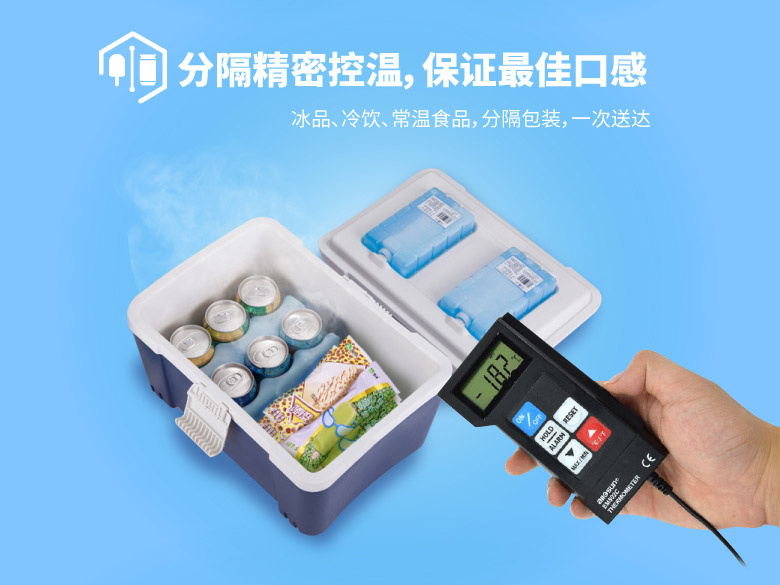 分隔精密控温，保证最佳口感
冰品、冷饮、常温食品，分隔包装，一次送达
-18.2 °C
ON / OFF
RESET
HOLD
ALARM
°C / °F
MAX / MIN
EM502C
THERMOMETER
CE